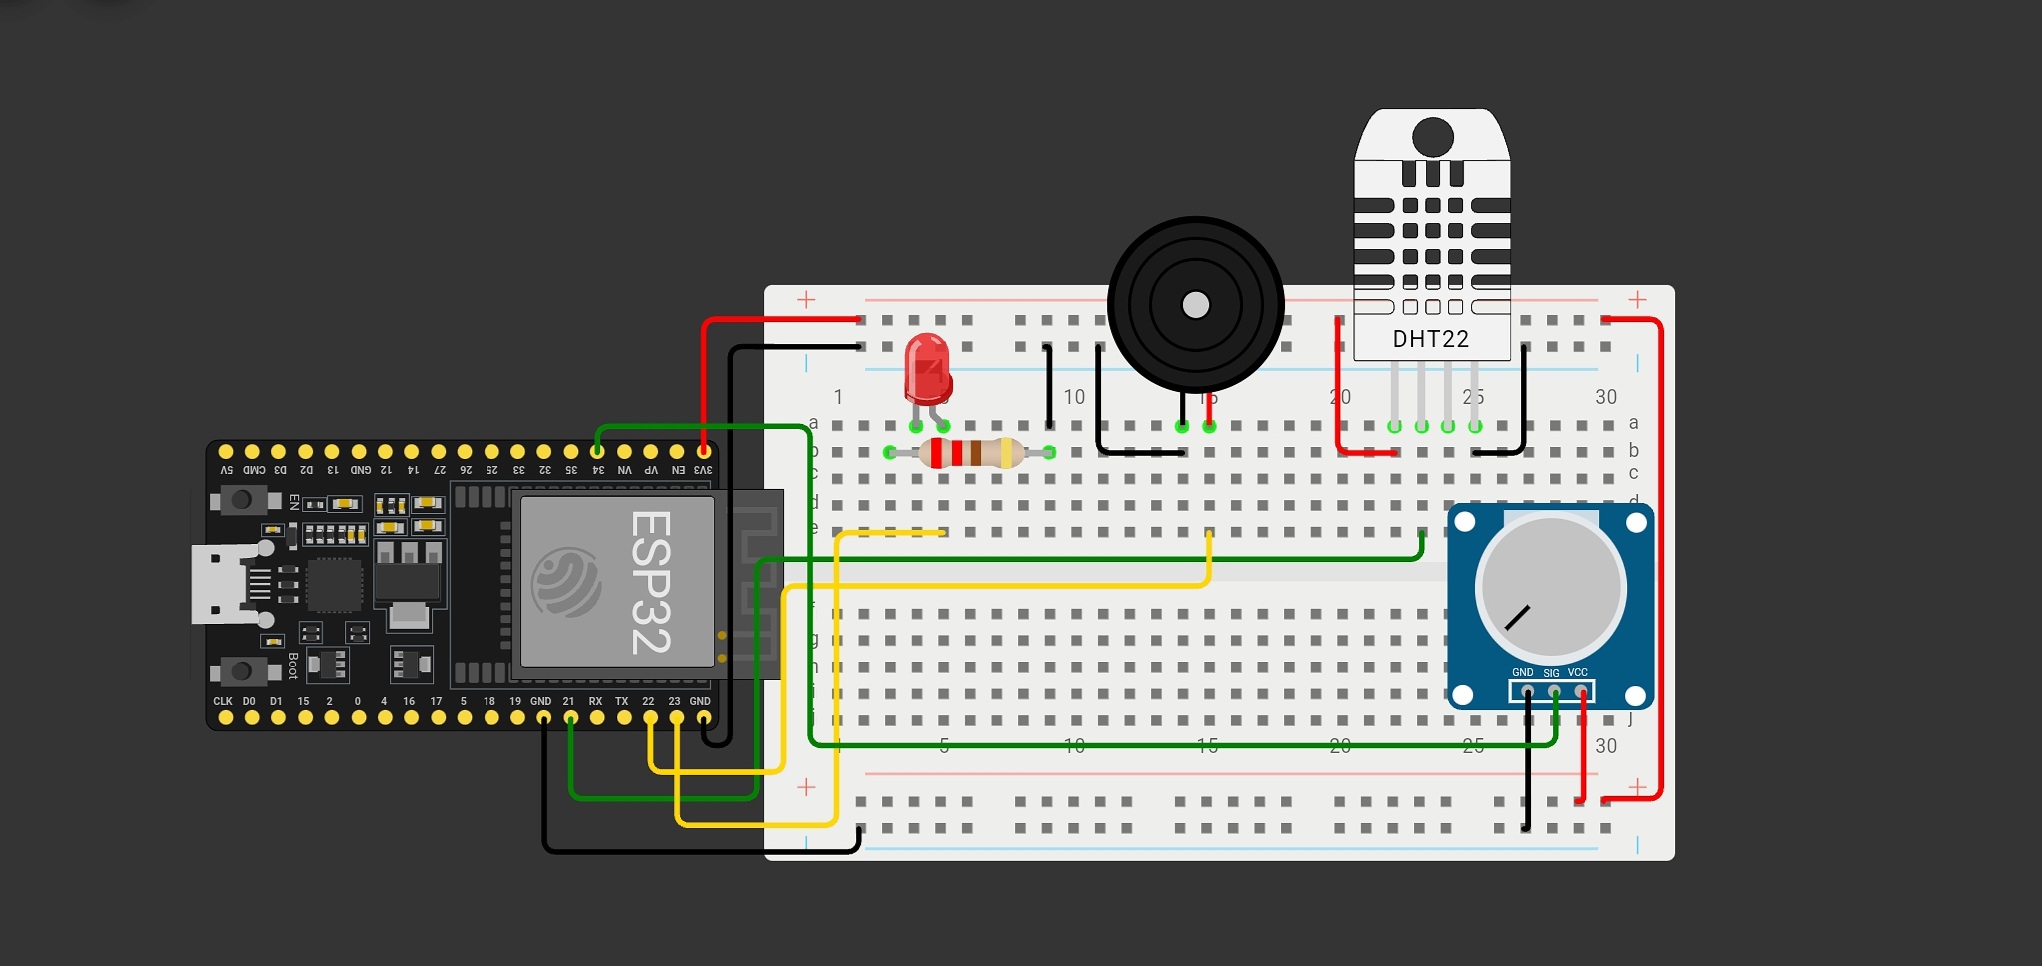 DHT22
1 5 10 15 20 25 30
a a
b b
c c
d d
e
5V CMD D3 D2 13 GND 12 14 27 26 25 33 32 35 34 VN VP EN 3V3
EN
ESP32
Boot
CLK D0 D1 15 2 0 4 16 17 5 18 19 GND 21 RX TX 22 23 GND
f
g
h
i
GND SIG VCC
j j
1 5 10 15 20 25 30